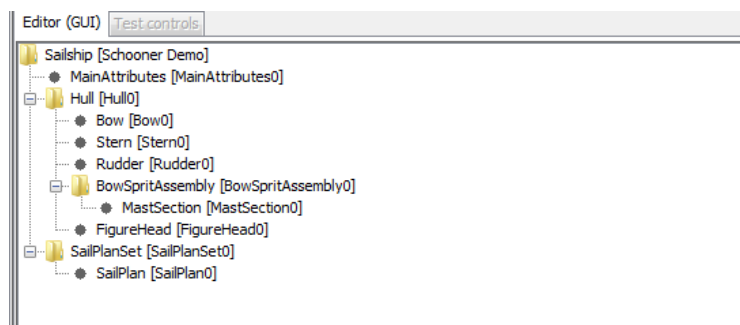 Editor (GUI) Test controls
Sailship [Schooner Demo]
MainAttributes [MainAttributes0]
Hull [Hull0]
Bow [Bow0]
Stern [Stern0]
Rudder [Rudder0]
BowSpritAssembly [BowSpritAssembly0]
MastSection [MastSection0]
FigureHead [FigureHead0]
SailPlanSet [SailPlanSet0]
SailPlan [SailPlan0]